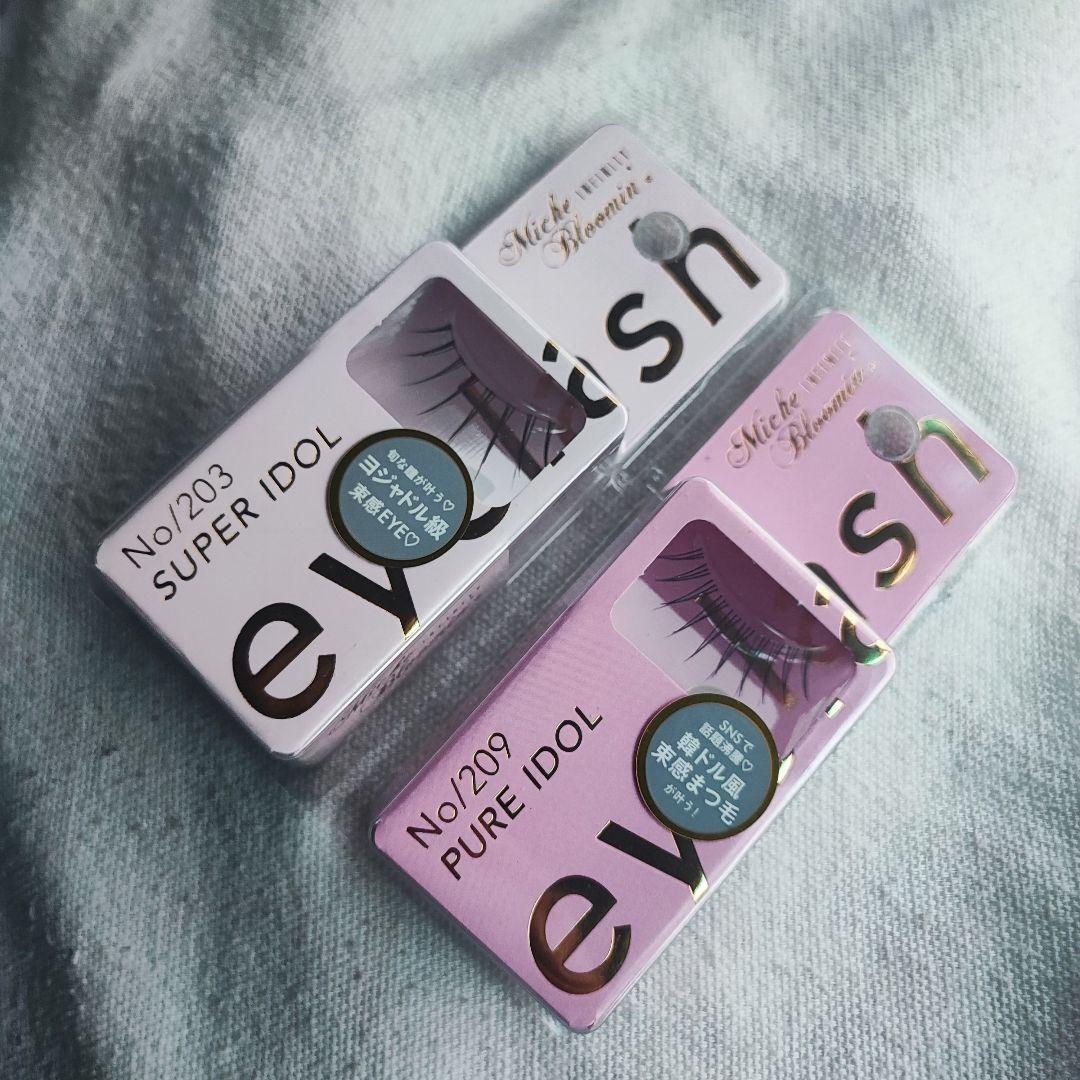 Miche INFINITY
Bloomin'
eyelash
No/203
SUPER IDOL
旬な瞳が叶う♡
ヨジャドル級
束感EYE♡
Miche INFINITY
Bloomin'
eyelash
No/209
PURE IDOL
SNSで
話題沸騰♡
韓ドル風
束感まつ毛
が叶う!